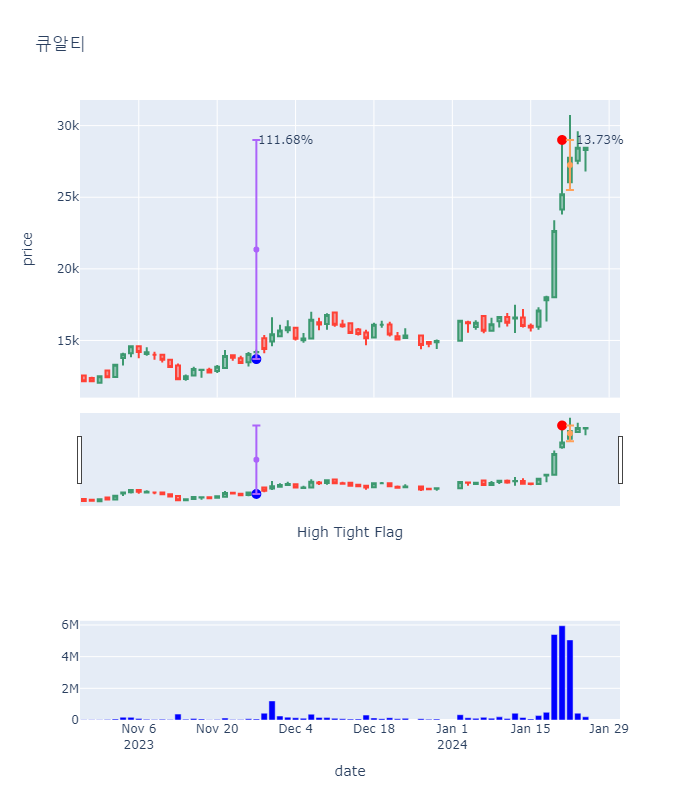 큐알티
30k
25k
20k
15k
price
111.68%
13.73%
High Tight Flag
6M
4M
2M
0
Nov 6
2023
Nov 20
Dec 4
Dec 18
Jan 1
2024
Jan 15
Jan 29
date